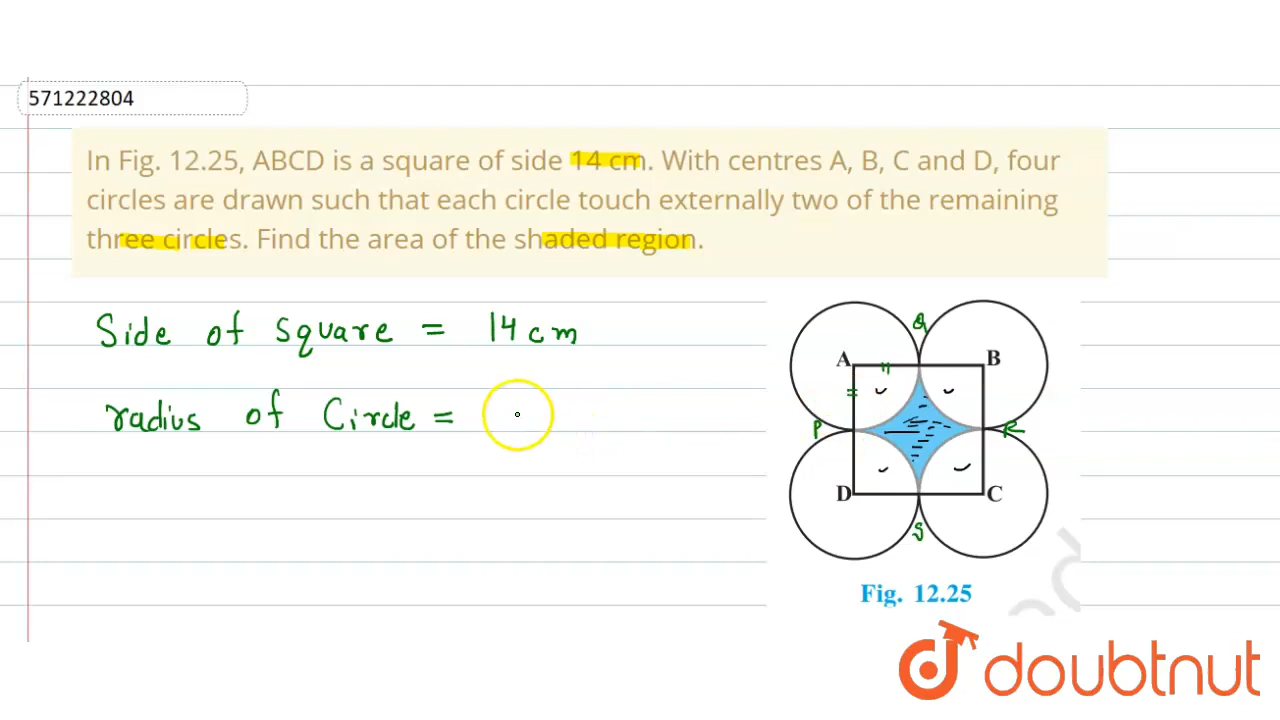 571222804
In Fig. 12.25, ABCD is a square of side 14 cm. With centres A, B, C and D, four
circles are drawn such that each circle touch externally two of the remaining
three circles. Find the area of the shaded region.
Side of square = 14 cm
radius of Circle =
Q
A B
P R
D C
S
Fig. 12.25
doubtnut